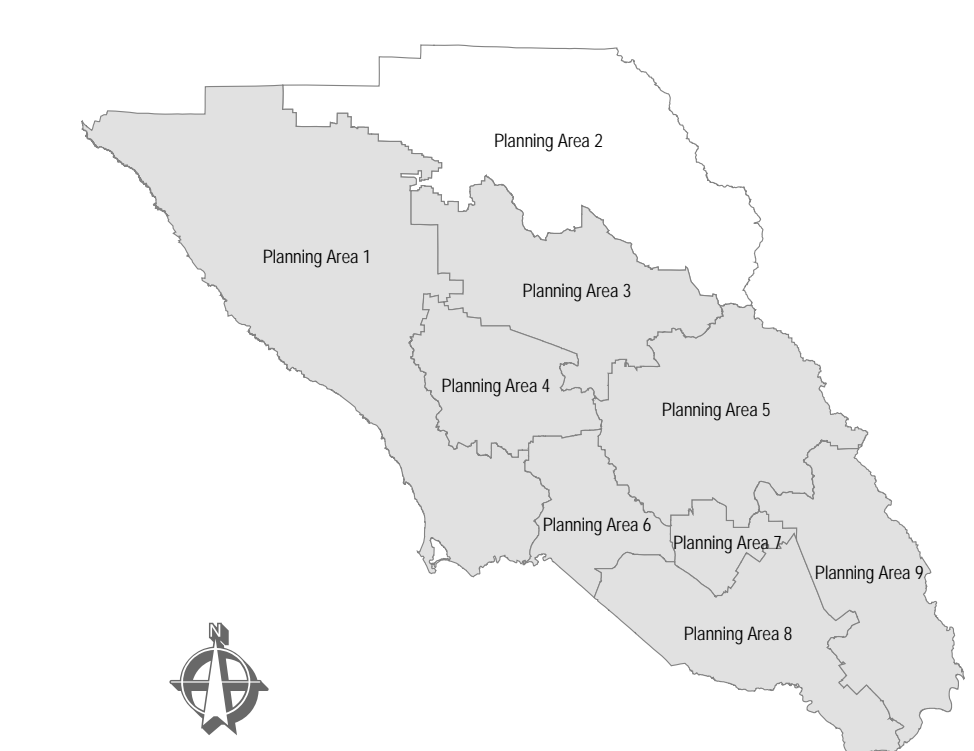 Planning Area 2
Planning Area 1
Planning Area 3
Planning Area 4
Planning Area 5
Planning Area 6
Planning Area 7
Planning Area 9
Planning Area 8
N